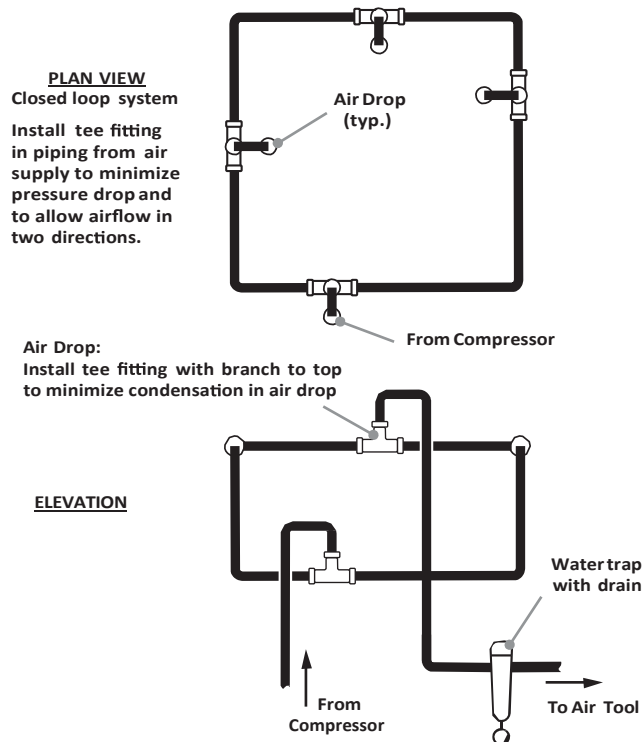 PLAN VIEW
Closed loop system
Install tee fitting
in piping from air
supply to minimize
pressure drop and
to allow airflow in
two directions.
Air Drop
(typ.)
From Compressor
Air Drop:
Install tee fitting with branch to top
to minimize condensation in air drop
ELEVATION
Water trap
with drain
From
Compressor
To Air Tool